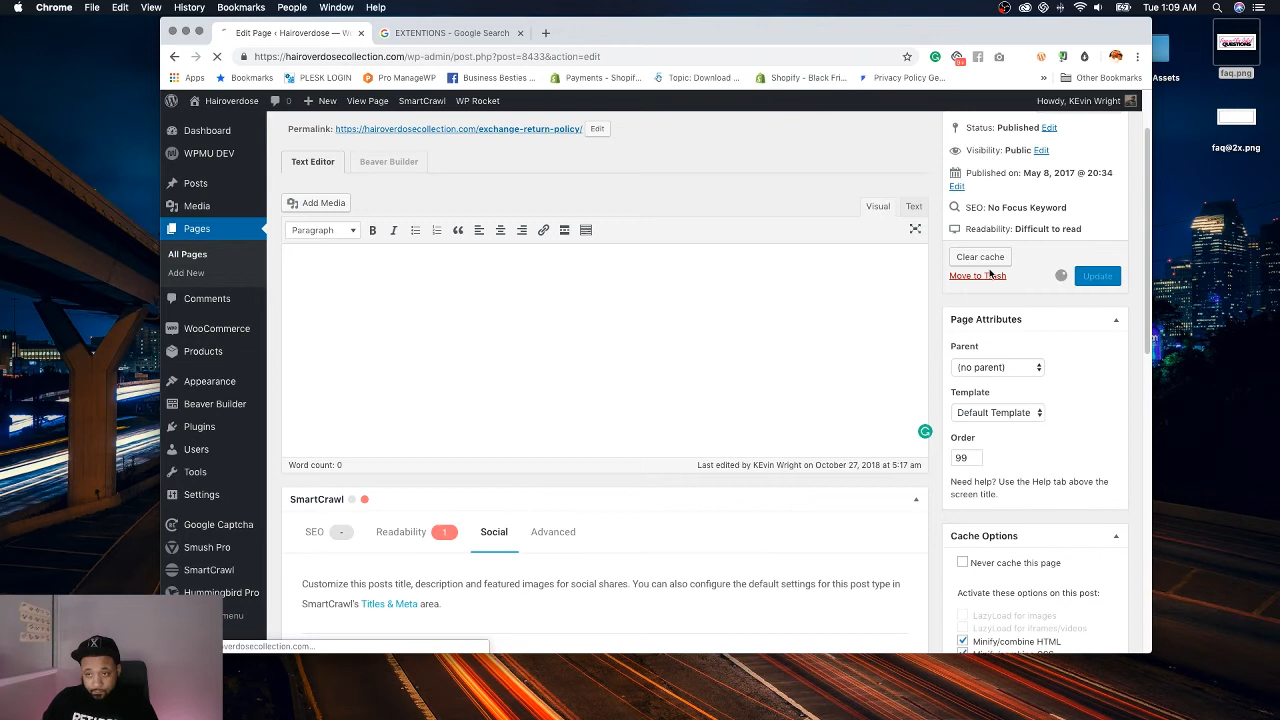 Chrome File Edit View History Bookmarks People Window Help
Tu 1:09 AM
Edit Page ‹ Hairoverdose — W
EXTENTIONS - Google Search
https://hairoverdosecollection.com/wp-admin/post.php?post=8433&action=edit
Apps Bookmarks PLESK LOGIN Pro ManageWP Business Besties ... Payments - Shopif... Topic: Download ... Shopify - Black Fri... Privacy Policy Ge... » Other Bookmarks
Assets
faq.png
faq@2x.png
Hairoverdose 0 New View Page SmartCrawl WP Rocket Howdy, KEvin Wright
Dashboard
WPMU DEV
Posts
Media
Pages
All Pages
Add New
Comments
WooCommerce
Products
Appearance
Beaver Builder
Plugins
Users
Tools
Settings
Google Captcha
Smush Pro
SmartCrawl
Hummingbird Pro
menu
Permalink: https://hairoverdosecollection.com/exchange-return-policy/ Edit
Text Editor Beaver Builder
Add Media
Visual Text
Paragraph
Word count: 0 Last edited by KEvin Wright on October 27, 2018 at 5:17 am
SmartCrawl
SEO - Readability 1 Social Advanced
Customize this posts title, description and featured images for social shares. You can also configure the default settings for this post type in
SmartCrawl's Titles & Meta area.
Status: Published Edit
Visibility: Public Edit
Published on: May 8, 2017 @ 20:34
Edit
SEO: No Focus Keyword
Readability: Difficult to read
Clear cache
Move to Trash Update
Page Attributes
Parent
(no parent)
Template
Default Template
Order
99
Need help? Use the Help tab above the
screen title.
Cache Options
Never cache this page
Activate these options on this post:
LazyLoad for images
LazyLoad for iframes/videos
Minify/combine HTML
verdosecollection.com...